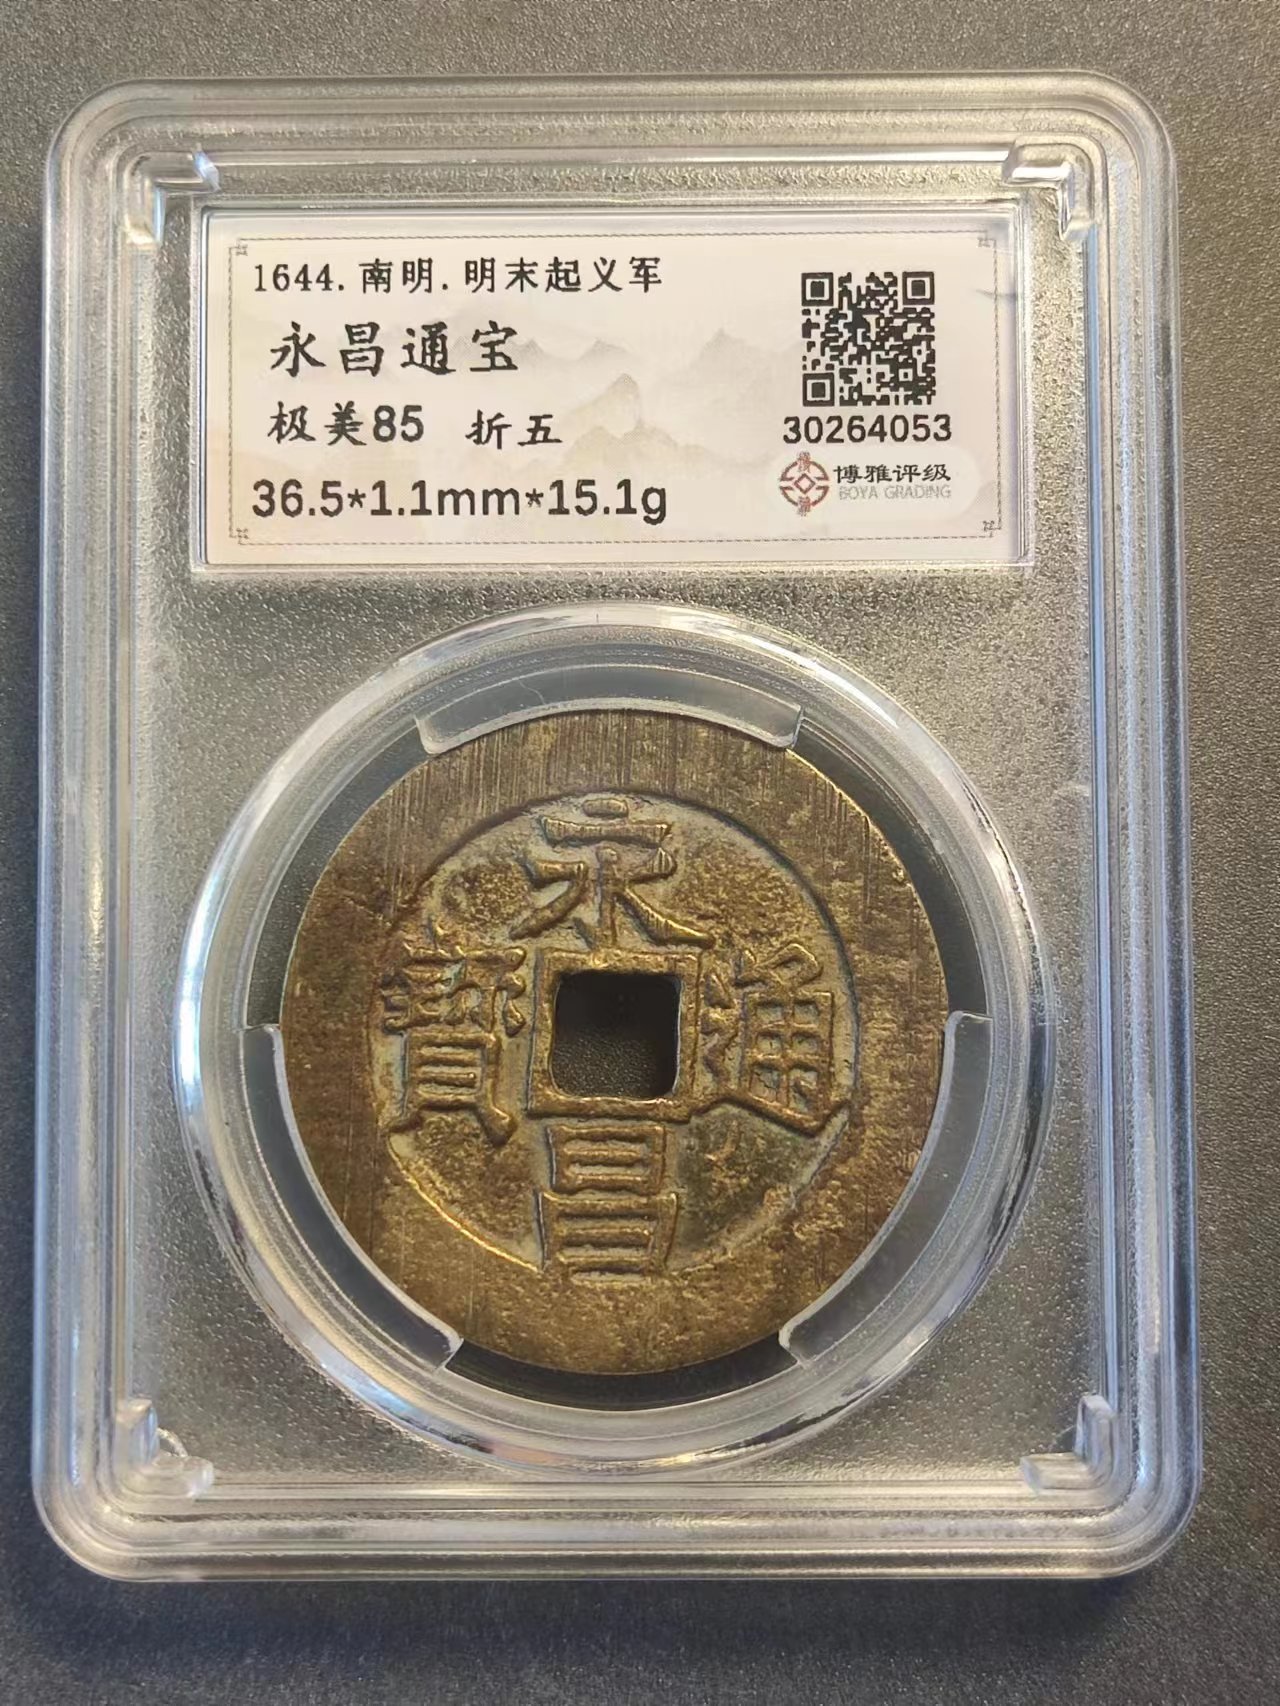 1644.南明.明末起义军
永昌通宝
极美85 折五
36.5*1.1mm*15.1g
30264053
博雅评级
BOYA GRADING
永
寶 通
昌